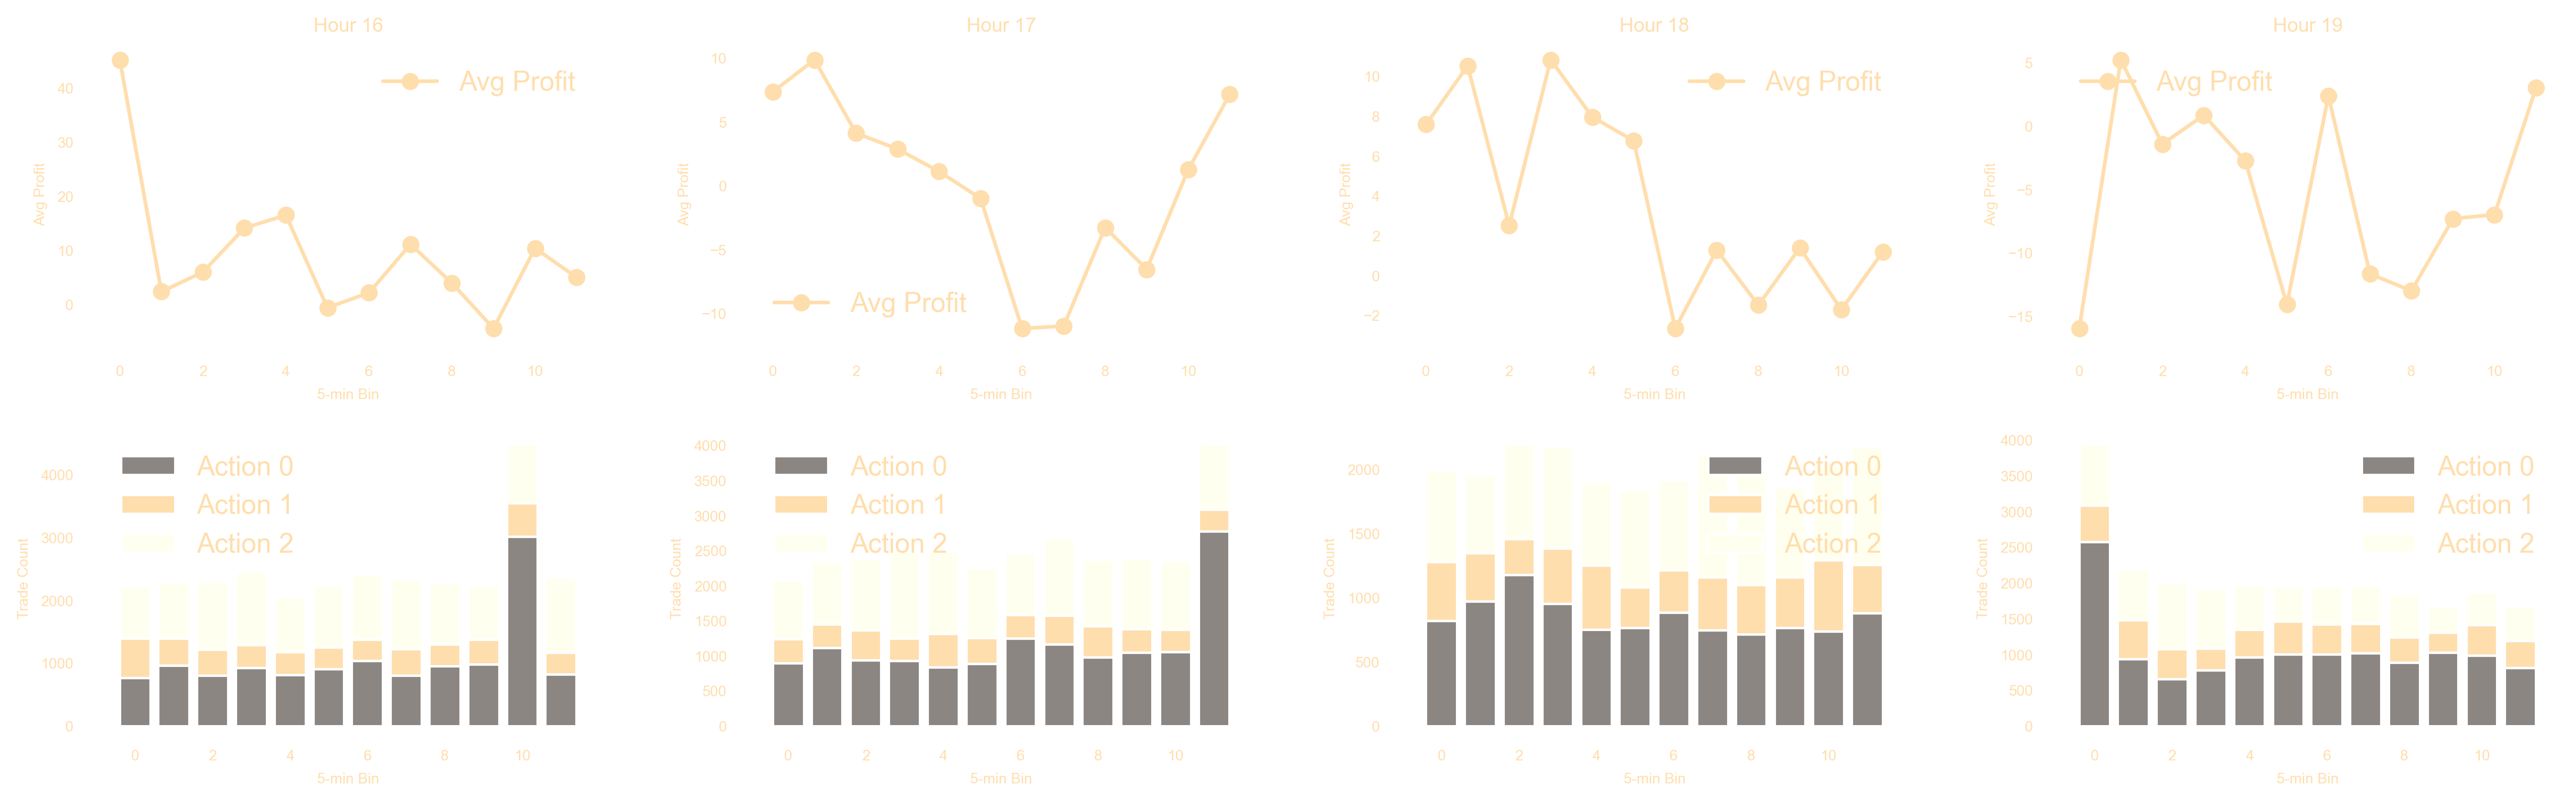 Hour 16
Avg Profit
40
30
20
10
0
Avg Profit
0 2 4 6 8 10
5-min Bin
Hour 17
10
5
0
−5
−10
Avg Profit
Avg Profit
0 2 4 6 8 10
5-min Bin
Hour 18
Avg Profit
10
8
6
4
2
0
−2
Avg Profit
0 2 4 6 8 10
5-min Bin
Hour 19
Avg Profit
5
0
−5
−10
−15
Avg Profit
0 2 4 6 8 10
5-min Bin
Action 0
Action 1
Action 2
4000
3000
2000
1000
0
Trade Count
0 2 4 6 8 10
5-min Bin
Action 0
Action 1
Action 2
4000
3500
3000
2500
2000
1500
1000
500
0
Trade Count
0 2 4 6 8 10
5-min Bin
Action 0
Action 1
Action 2
2000
1500
1000
500
0
Trade Count
0 2 4 6 8 10
5-min Bin
Action 0
Action 1
Action 2
4000
3500
3000
2500
2000
1500
1000
500
0
Trade Count
0 2 4 6 8 10
5-min Bin